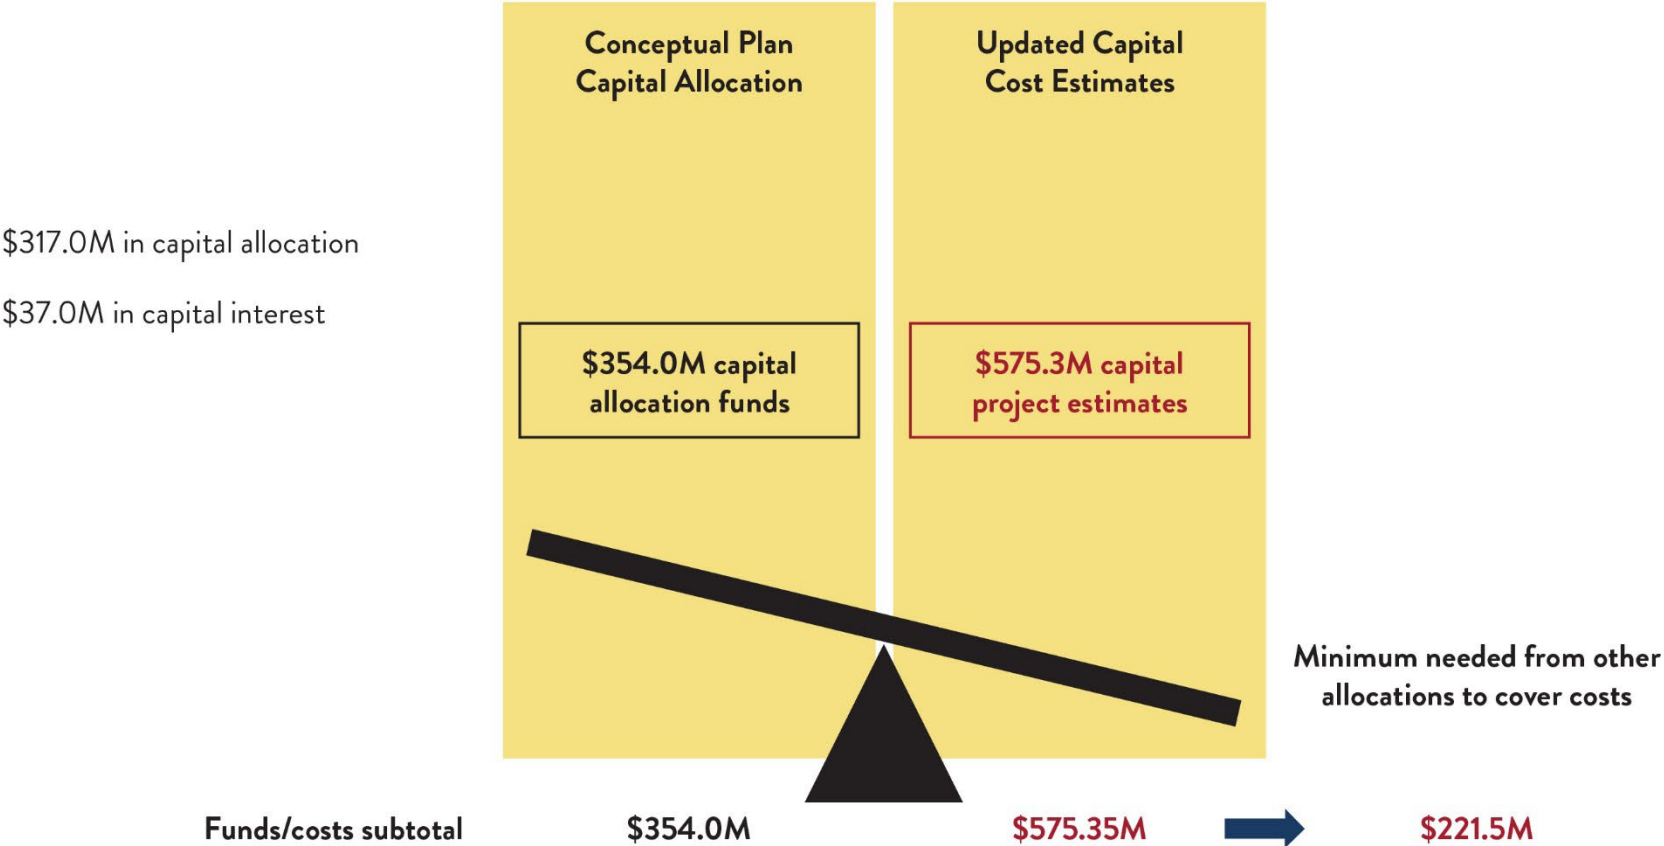 Conceptual Plan
Capital Allocation
Updated Capital
Cost Estimates
$317.0M in capital allocation
$37.0M in capital interest
$354.0M capital
allocation funds
$575.3M capital
project estimates
Minimum needed from other
allocations to cover costs
Funds/costs subtotal
$354.0M
$575.35M
$221.5M